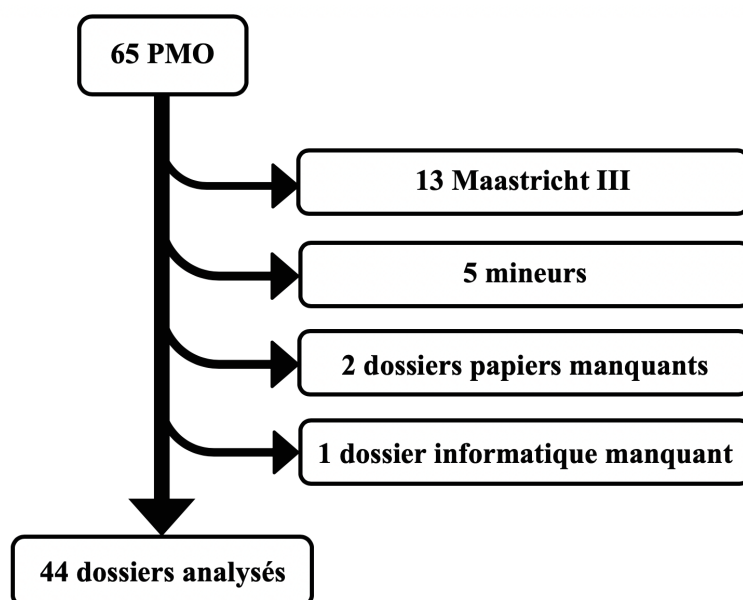 65 PMO
13 Maastricht III
5 mineurs
2 dossiers papiers manquants
1 dossier informatique manquant
44 dossiers analysés